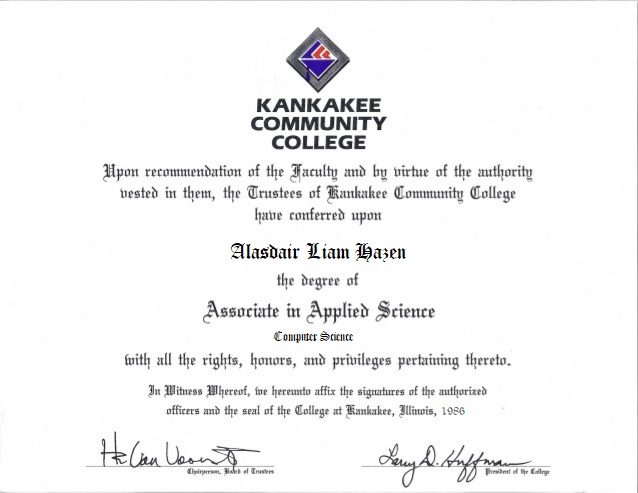 KANKAKEE
COMMUNITY
COLLEGE
Upon recommendation of the Faculty and by virtue of the authority
vested in them, the Trustees of Kankakee Community College
have conferred upon
Alasdair Liam Hazen
the degree of
Associate in Applied Science
Computer Science
with all the rights, honors, and privileges pertaining thereto.
In Witness Whereof, we hereunto affix the signatures of the authorized
officers and the seal of the College at Kankakee, Illinois, 1986
Larry D. Huffman
Chairperson, Board of Trustees
President of the College